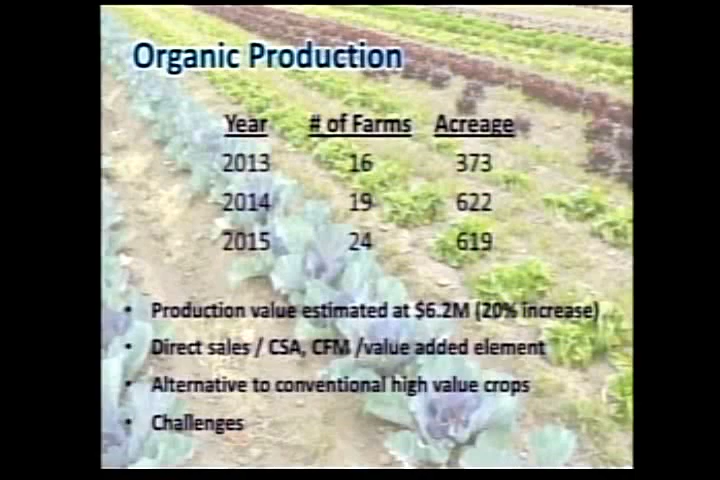 Organic Production
Year # of Farms Acreage
2013 16 373
2014 19 622
2015 24 619
• Production value estimated at $6.2M (20% increase)
• Direct sales / CSA, CFM /value added element
• Alternative to conventional high value crops
• Challenges